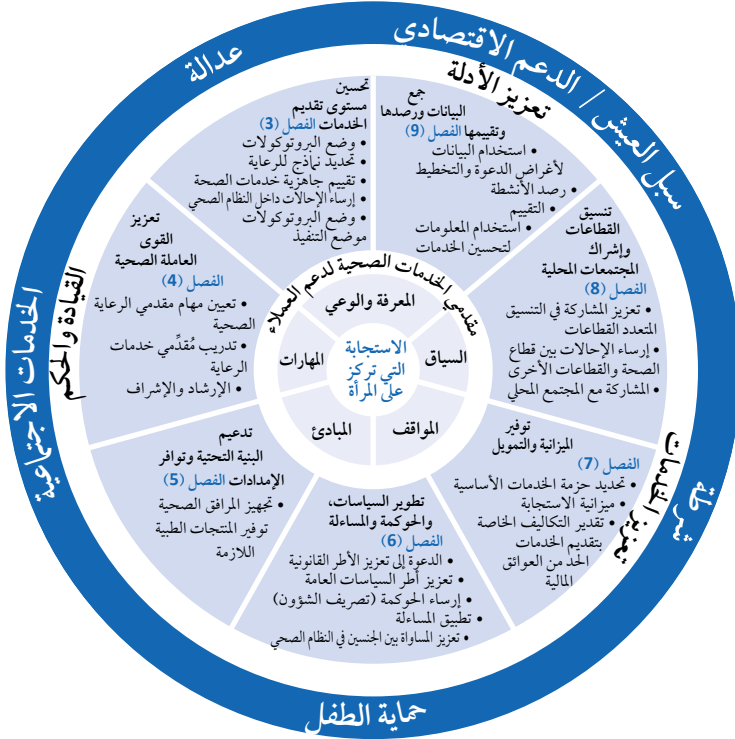 سبل العيش / الدعم الاقتصادي
عدالة
الخدمات الاجتماعية
حماية الطفل
شرطة
تعزيز الأدلة
القيادة والحكم
تعزيز الخدمات
تحسين
مستوى تقديم
الخدمات الفصل (3)
• وضع البروتوكولات
• تحديد نماذج للرعاية
• تقييم جاهزية خدمات الصحة
• إرساء الإحالات داخل النظام الصحي
• وضع البروتوكولات
موضع التنفيذ
جمع
البيانات ورصدها
وتقييمها الفصل (9)
• استخدام البيانات
لأغراض الدعوة والتخطيط
• رصد الأنشطة
• التقييم
• استخدام المعلومات
لتحسين الخدمات
تنسيق
القطاعات
وإشراك
المجتمعات المحلية
الفصل (8)
• تعزيز المشاركة في التنسيق
المتعدد القطاعات
• إرساء الإحالات بين قطاع
الصحة والقطاعات الأخرى
• المشاركة مع المجتمع المحلي
توفير
الميزانية والتمويل
الفصل (7)
• تحديد حزمة الخدمات الأساسية
• ميزانية الاستجابة
• تقدير التكاليف الخاصة
بتقديم الخدمات
الحد من العوائق
المالية
تطوير السياسات،
والحوكمة والمساءلة
الفصل (6)
• الدعوة إلى تعزيز الأطر القانونية
• تعزيز أطر السياسات العامة
• إرساء الحوكمة (تصريف الشؤون)
• تطبيق المساءلة
• تعزيز المساواة بين الجنسين في النظام الصحي
تدعيم
البنية التحتية وتوافر
الإمدادات الفصل (5)
• تجهيز المرافق الصحية
توفير المنتجات الطبية
اللازمة
تعزيز
القوى
العاملة الصحية
الفصل (4)
• تعيين مهام مقدمي الرعاية
الصحية
• تدريب مُقدِّمي خدمات
الرعاية
• الإرشاد والإشراف
مقدمي الخدمات الصحية لدعم العملاء
المعرفة والوعي
السياق
المواقف
المبادئ
المهارات
الاستجابة
التي تركز
على المرأة